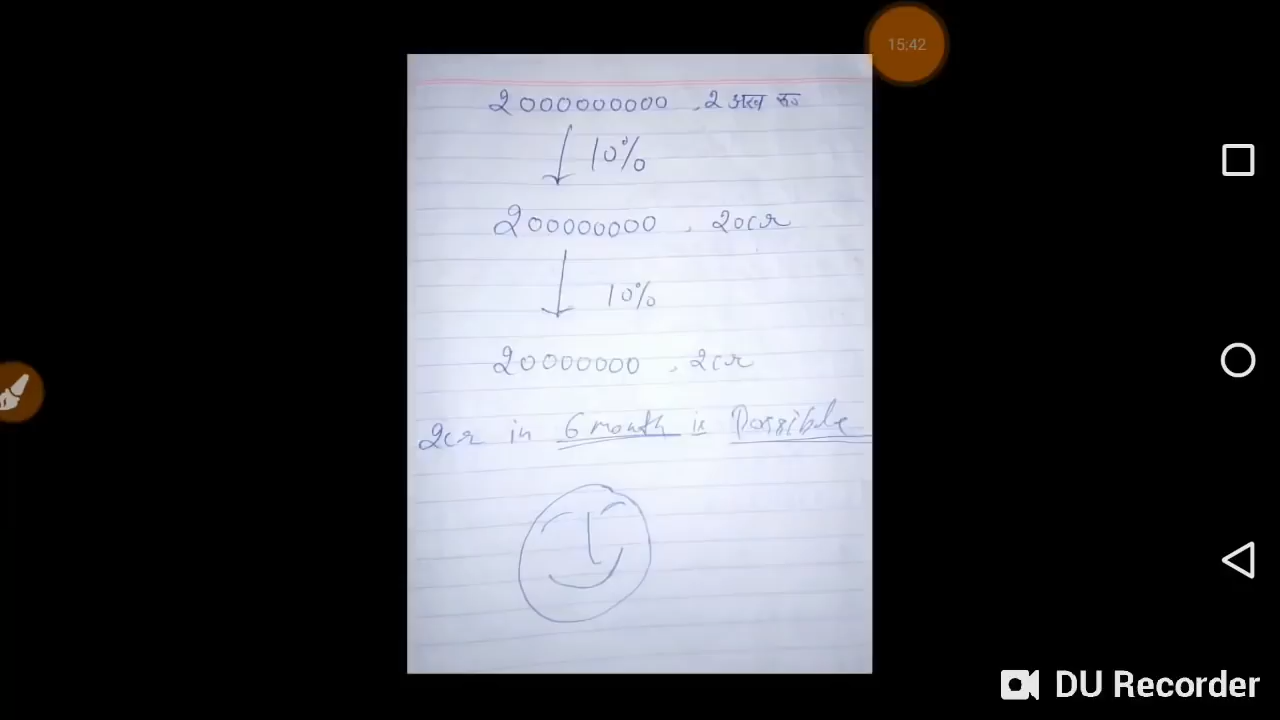 15:42
2000000000 , 2 अरब रु०
10%
200000000 , 20cr
10%
20000000 , 2cr
2cr in 6 month is Possible
DU Recorder